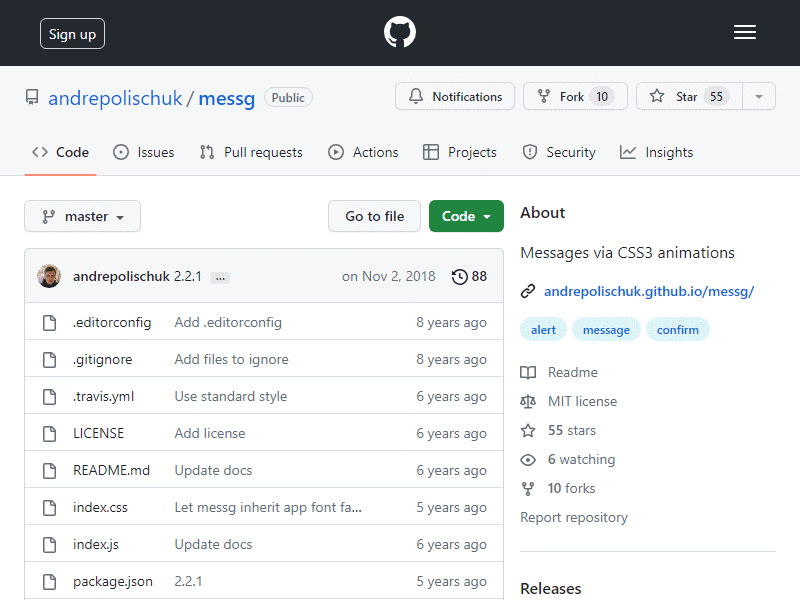 Sign up
andrepolischuk / messg Public
Notifications
Fork 10
Star 55
Code
Issues
Pull requests
Actions
Projects
Security
Insights
master
Go to file
Code
andrepolischuk 2.2.1 ... on Nov 2, 2018 88
.editorconfig Add .editorconfig 8 years ago
.gitignore Add files to ignore 8 years ago
.travis.yml Use standard style 6 years ago
LICENSE Add license 6 years ago
README.md Update docs 6 years ago
index.css Let messg inherit app font fa... 5 years ago
index.js Update docs 6 years ago
package.json 2.2.1 5 years ago
About
Messages via CSS3 animations
andrepolischuk.github.io/messg/
alert message confirm
Readme
MIT license
55 stars
6 watching
10 forks
Report repository
Releases